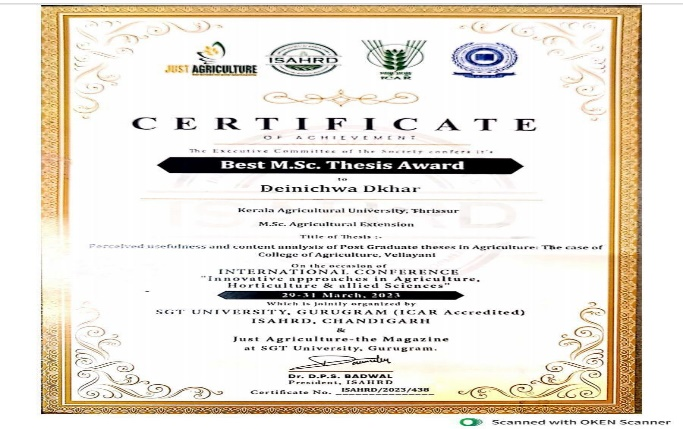 JUST AGRICULTURE
ISAHRD
ICAR
CERTIFICATE
OF ACHIEVEMENT
The Executive Committee of the Society confers it's
Best M.Sc. Thesis Award
to
Deinichwa Dkhar
Kerala Agricultural University, Thrissur
M.Sc. Agricultural Extension
Title of Thesis :-
Perceived usefulness and content analysis of Post Graduate theses in Agriculture: The case of
College of Agriculture, Vellayani
On the occasion of
INTERNATIONAL CONFERENCE
"Innovative approaches in Agriculture,
Horticulture & allied Sciences"
29-31 March, 2023
Which is jointly organized by
SGT UNIVERSITY, GURUGRAM (ICAR Accredited)
ISAHRD, CHANDIGARH
&
Just Agriculture-the Magazine
at SGT University, Gurugram.
Dr. D.P.S. BADWAL
President, ISAHRD
Certificate No. ISAHRD/2023/438
Scanned with OKEN Scanner